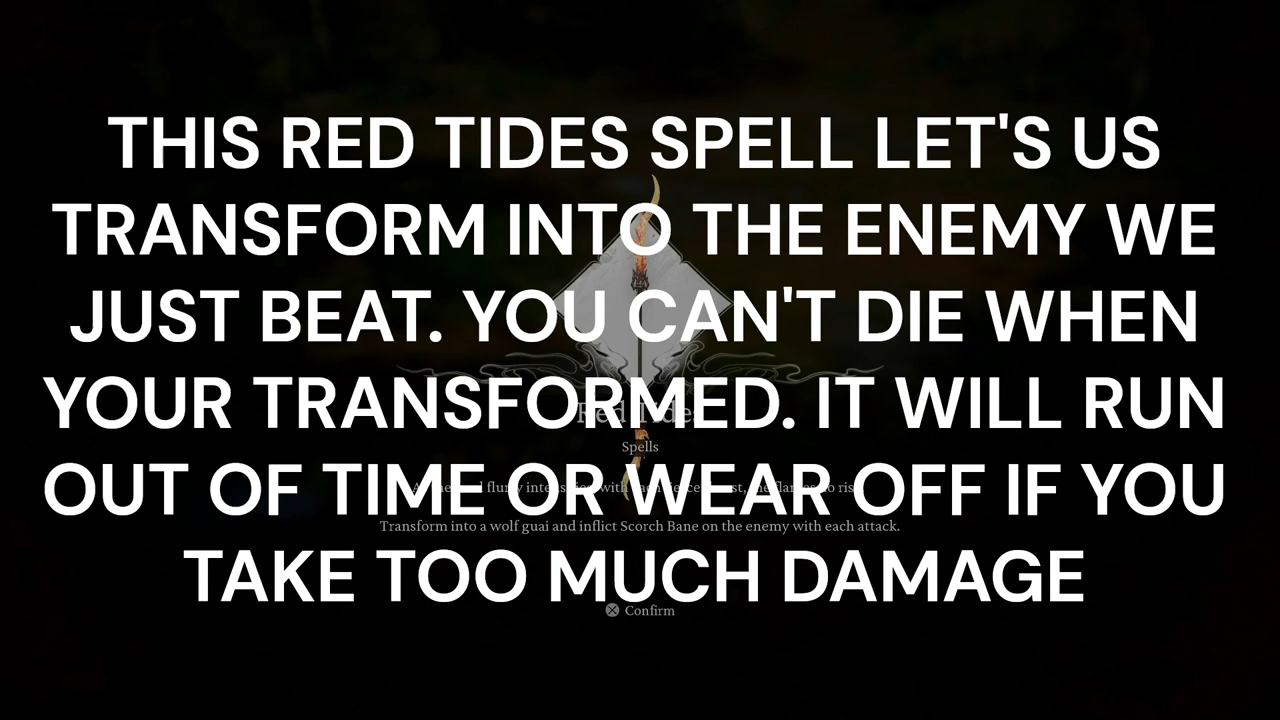 THIS RED TIDES SPELL LET'S US
TRANSFORM INTO THE ENEMY WE
JUST BEAT. YOU CAN'T DIE WHEN
YOUR TRANSFORMED. IT WILL RUN
Red Tides
Spells
OUT OF TIME OR WEAR OFF IF YOU
Transform into a wolf guai and inflict Scorch Bane on the enemy with each attack.
TAKE TOO MUCH DAMAGE
Confirm